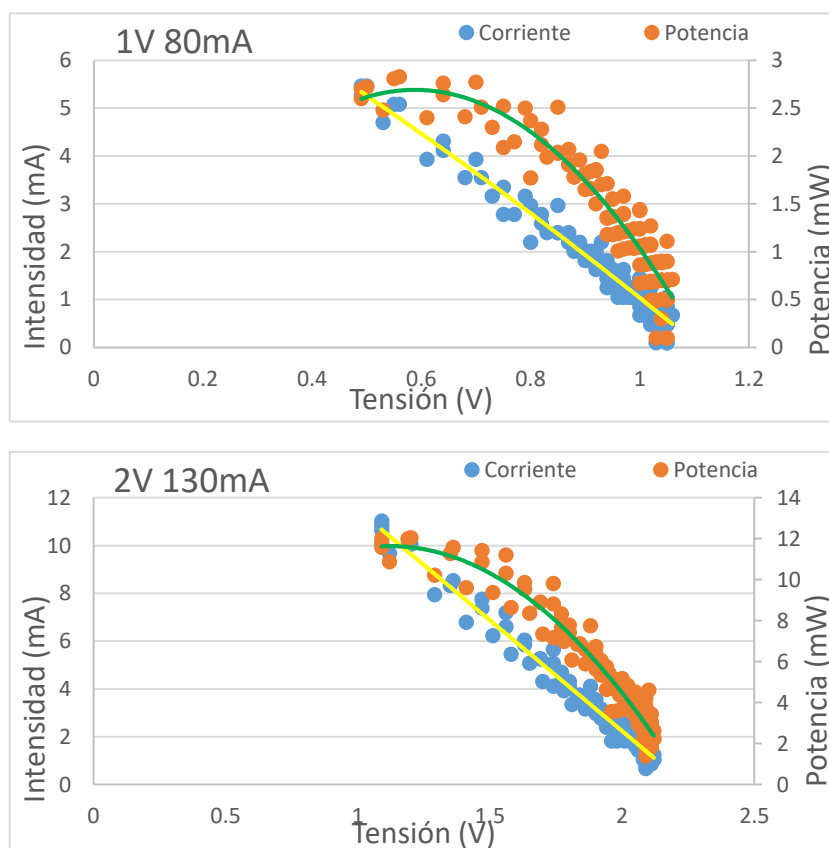 1V 80mA
Corriente Potencia
6
5
4
3
2
1
0
Intensidad (mA)
3
2.5
2
1.5
1
0.5
0
Potencia (mW)
0 0.2 0.4 0.6 0.8 1 1.2
Tensión (V)
2V 130mA
Corriente Potencia
12
10
8
6
4
2
0
Intensidad (mA)
14
12
10
8
6
4
2
0
Potencia (mW)
0 0.5 1 1.5 2 2.5
Tensión (V)